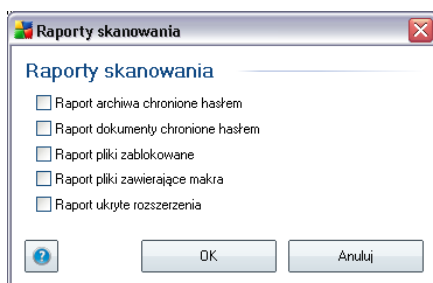 Raporty skanowania
Raporty skanowania
Raport archiwa chronione hasłem
Raport dokumenty chronione hasłem
Raport pliki zablokowane
Raport pliki zawierające makra
Raport ukryte rozszerzenia
? OK Anuluj